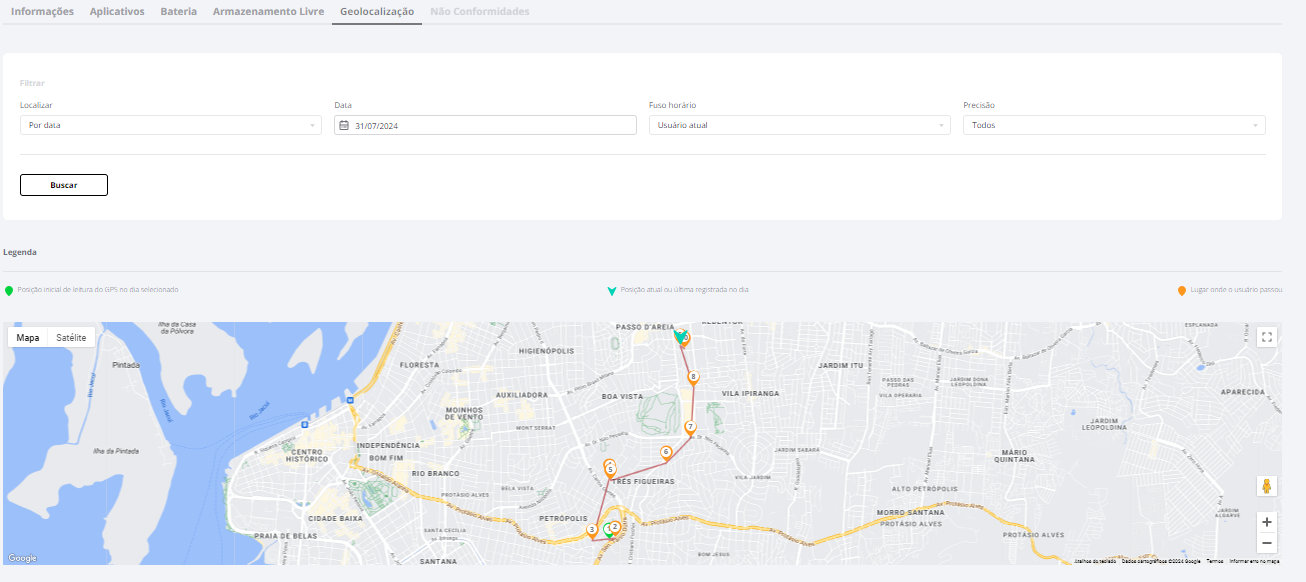 Informações Aplicativos Bateria Armazenamento Livre Geolocalização Não Conformidades
Filtrar
Localizar Data Fuso horário Precisão
Por data 31/07/2024 Usuário atual Todos
Buscar
Legenda
Posição inicial de leitura do GPS no dia selecionado Posição atual ou última registrada no dia Lugar onde o usuário passou
Mapa Satélite
Ilha da Casa
da Pólvora
PASSO D'AREIA
ESPLANADA
HIGIENÓPOLIS
Pintada
FLORESTA
JARDIM ITU
Rio Jacuí
8
PASSO DAS
PEDRAS
JARDIM DONA
LEOPOLDINA
AUXILIADORA
BOA VISTA
VILA IPIRANGA
VILA OPERARIA
APARECIDA
MOINHOS
DE VENTO
MONT SERRAT
7
JARDIM
LEOPOLDINA
INDEPENDÊNCIA
Ilha da Pintada
CENTRO
HISTÓRICO
BOM FIM
6
JARDIM SABARÁ
MÁRIO
QUINTANA
RIO BRANCO
5
TRÊS FIGUEIRAS
VILA JARDIM
BELA VISTA
PROTÁSIO ALVES
ALTO PETRÓPOLIS
CIDADE BAIXA
PETRÓPOLIS
MORRO SANTANA
PROTÁSIO ALVES
JARDIM
ALGARVE
Av. Protásio Alves
3 2
SANTA CECÍLIA
PRAIA DE BELAS
PROTÁSIO ALVES
BOM JESUS
SANTANA
Google
Atalhos do teclado Dados cartográficos ©2024 Google Termos Informar erro no mapa